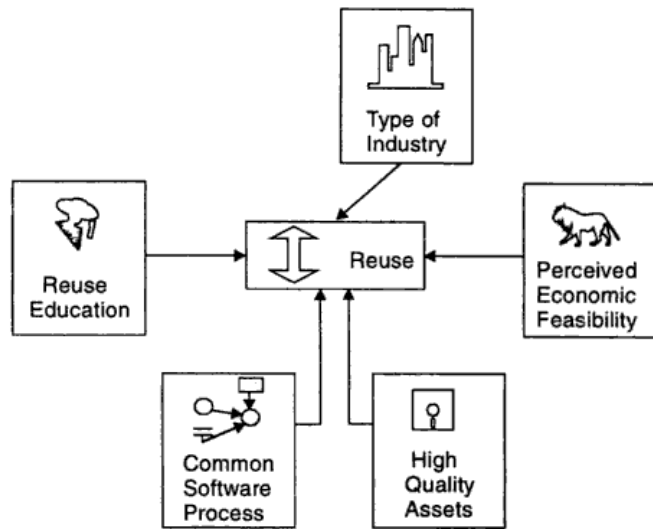 Type of
Industry
Reuse
Education
Reuse
Perceived
Economic
Feasibility
Common
Software
Process
High
Quality
Assets